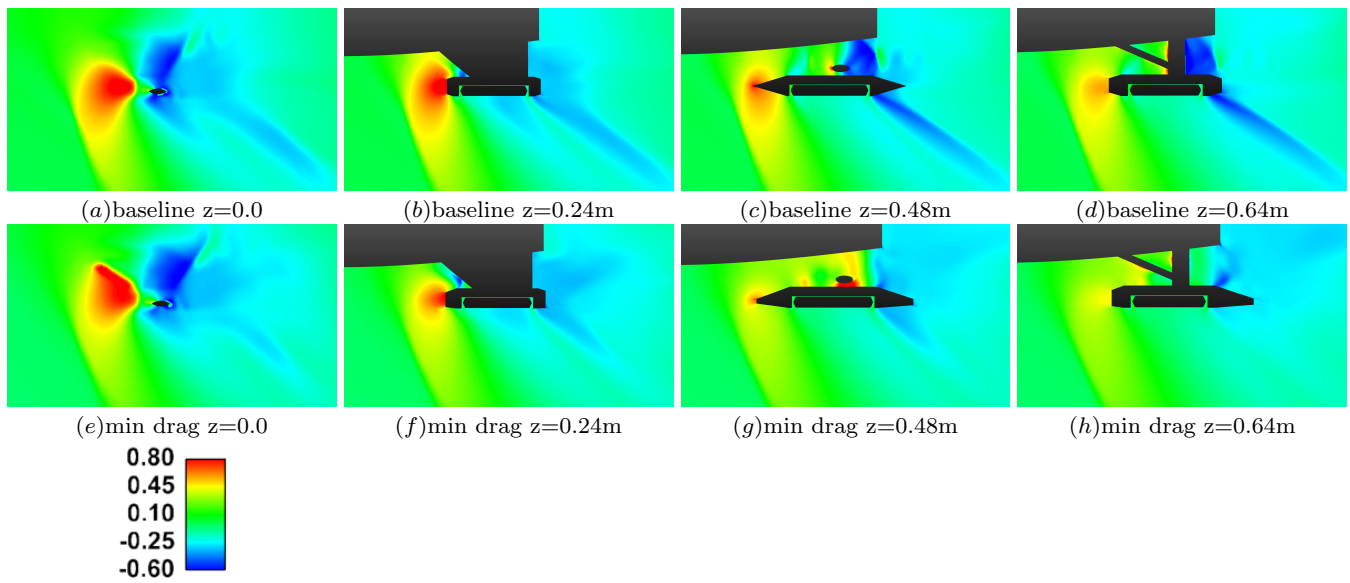 (a)baseline z=0.0 (b)baseline z=0.24m (c)baseline z=0.48m (d)baseline z=0.64m
(e)min drag z=0.0 (f)min drag z=0.24m (g)min drag z=0.48m (h)min drag z=0.64m
0.80
0.45
0.10
-0.25
-0.60